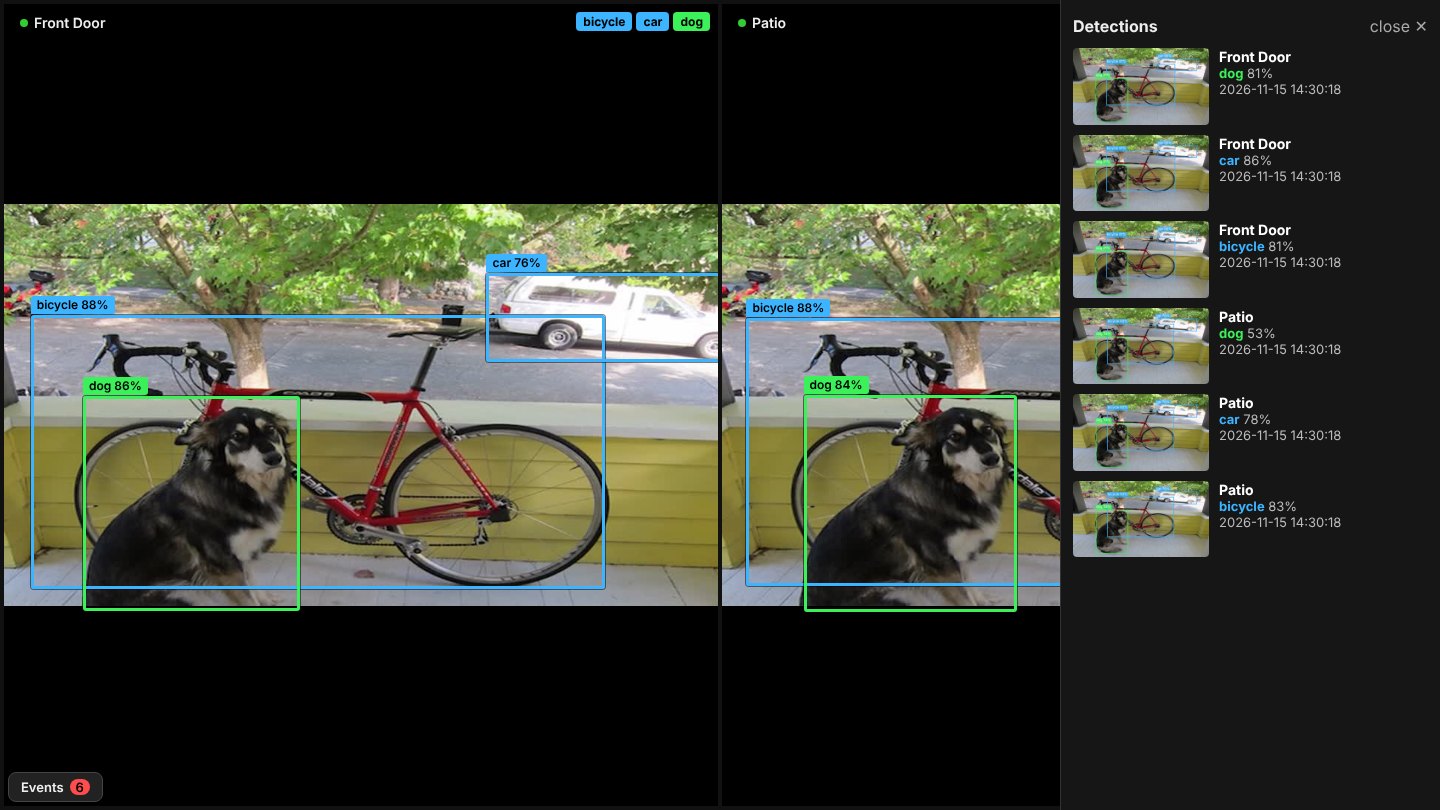 Front Door
bicycle car dog
car 76%
bicycle 88%
dog 86%
Events 6
Patio
bicycle 88%
dog 84%
Detections
close ✕
Front Door
dog 81%
2026-11-15 14:30:18
Front Door
car 86%
2026-11-15 14:30:18
Front Door
bicycle 81%
2026-11-15 14:30:18
Patio
dog 53%
2026-11-15 14:30:18
Patio
car 78%
2026-11-15 14:30:18
Patio
bicycle 83%
2026-11-15 14:30:18